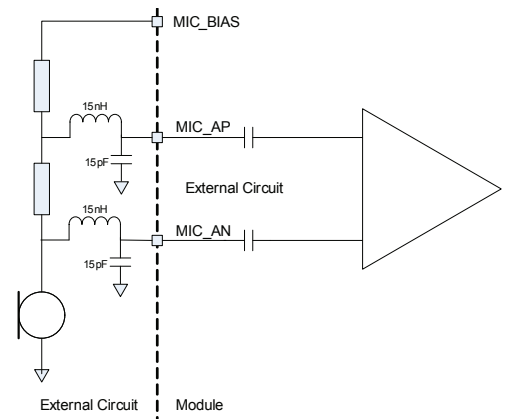 MIC_BIAS
15nH
MIC_AP
15pF
External Circuit
15nH
MIC_AN
15pF
External Circuit
Module